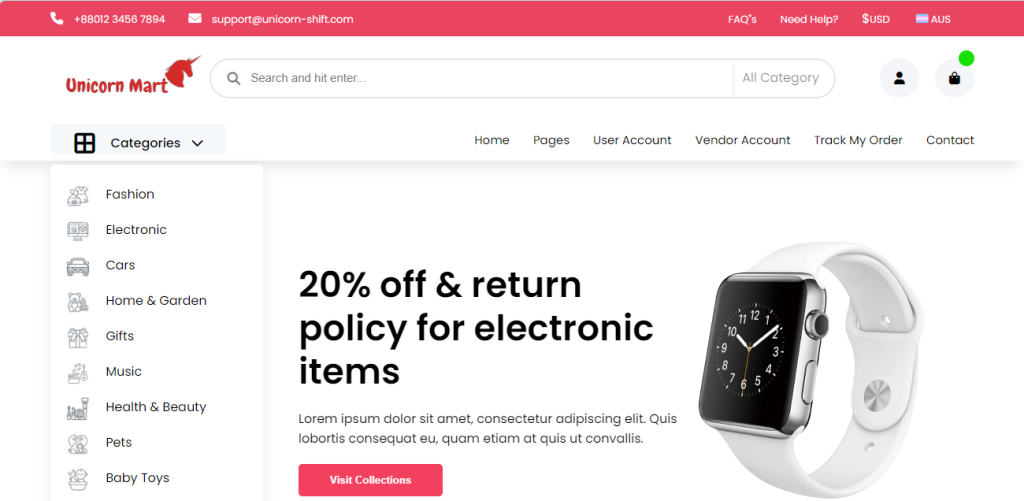 +88012 3456 7894 support@unicorn-shift.com FAQ"s Need Help? $USD AUS
Unicorn Mart Search and hit enter... All Category
Categories Home Pages User Account Vendor Account Track My Order Contact
Fashion
Electronic
Cars
Home & Garden
Gifts
Music
Health & Beauty
Pets
Baby Toys
20% off & return
policy for electronic
items
Lorem ipsum dolor sit amet, consectetur adipiscing elit. Quis
lobortis consequat eu, quam etiam at quis ut convallis.
Visit Collections
12
1
2
3
4
5
6
7
8
9
10
11